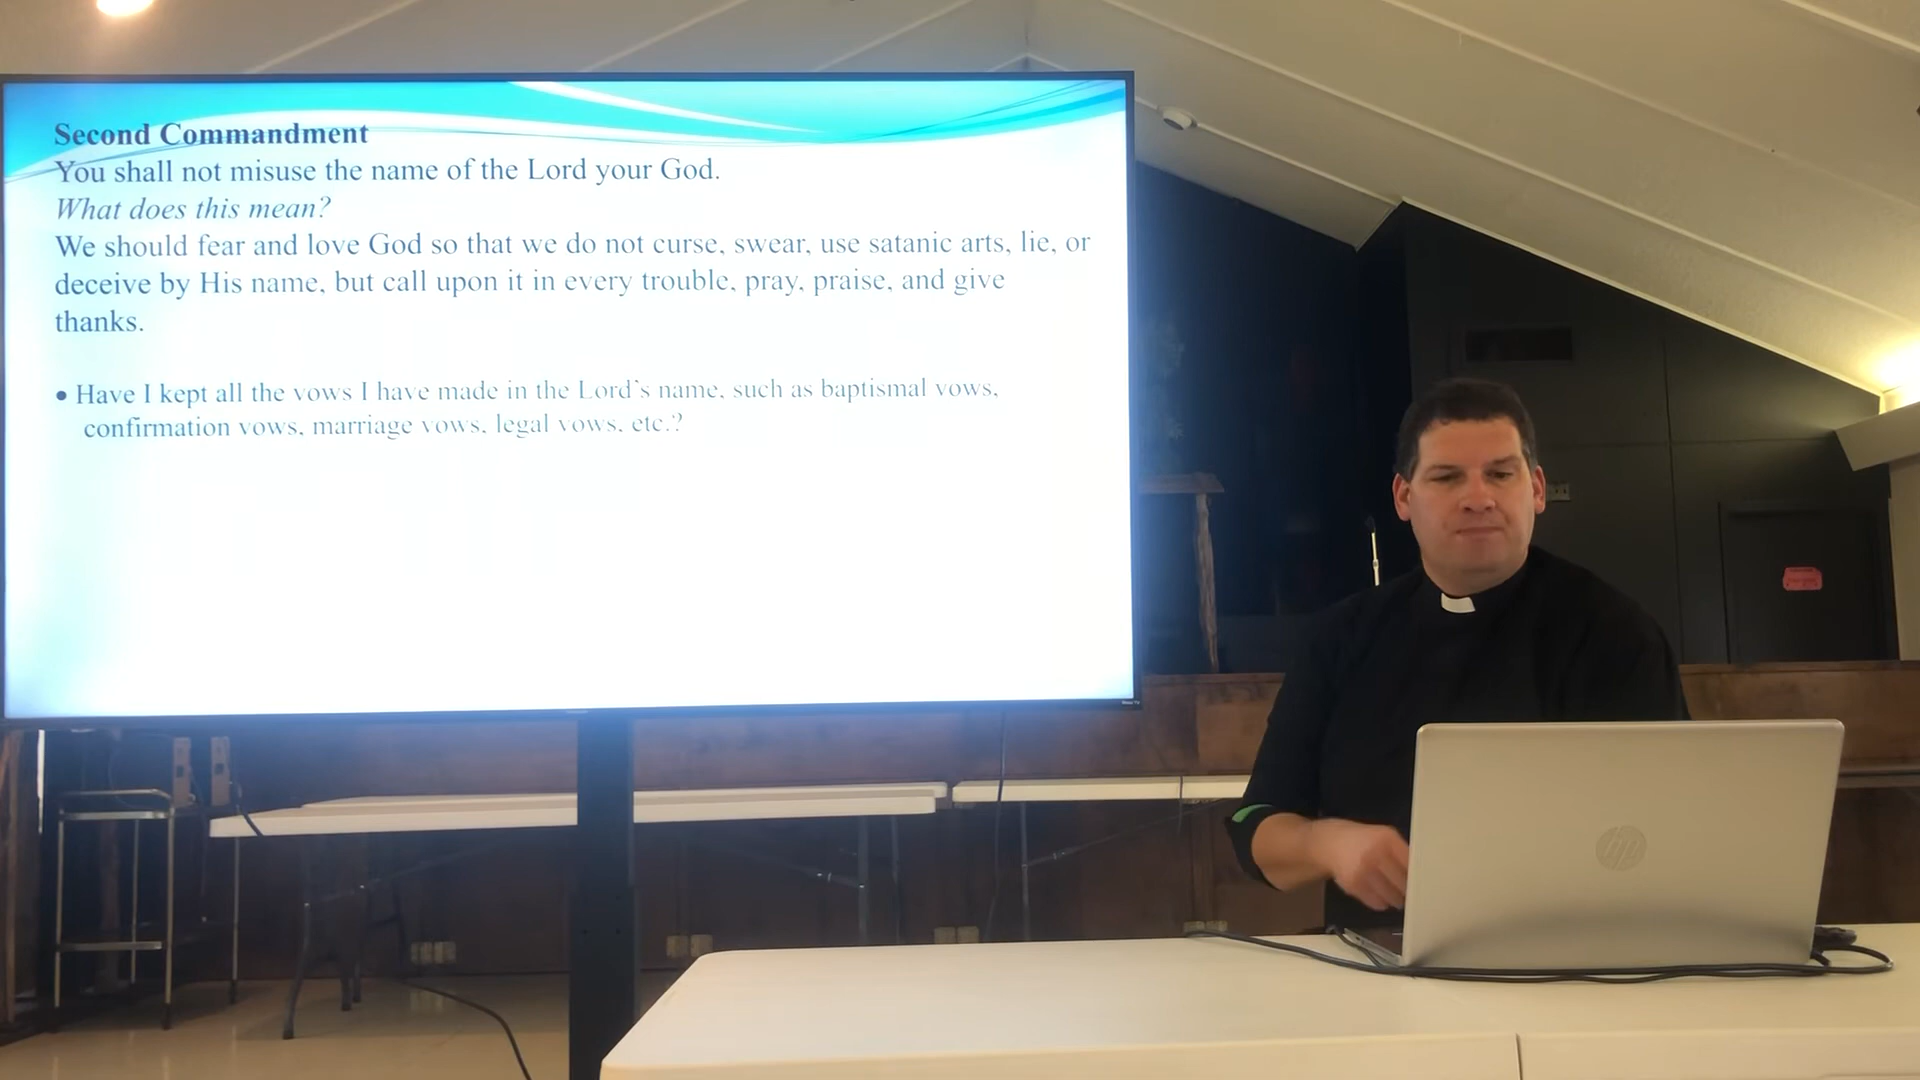 Second Commandment
You shall not misuse the name of the Lord your God.
What does this mean?
We should fear and love God so that we do not curse, swear, use satanic arts, lie, or
deceive by His name, but call upon it in every trouble, pray, praise, and give
thanks.
• Have I kept all the vows I have made in the Lord's name, such as baptismal vows,
confirmation vows, marriage vows, legal vows, etc.?
hp